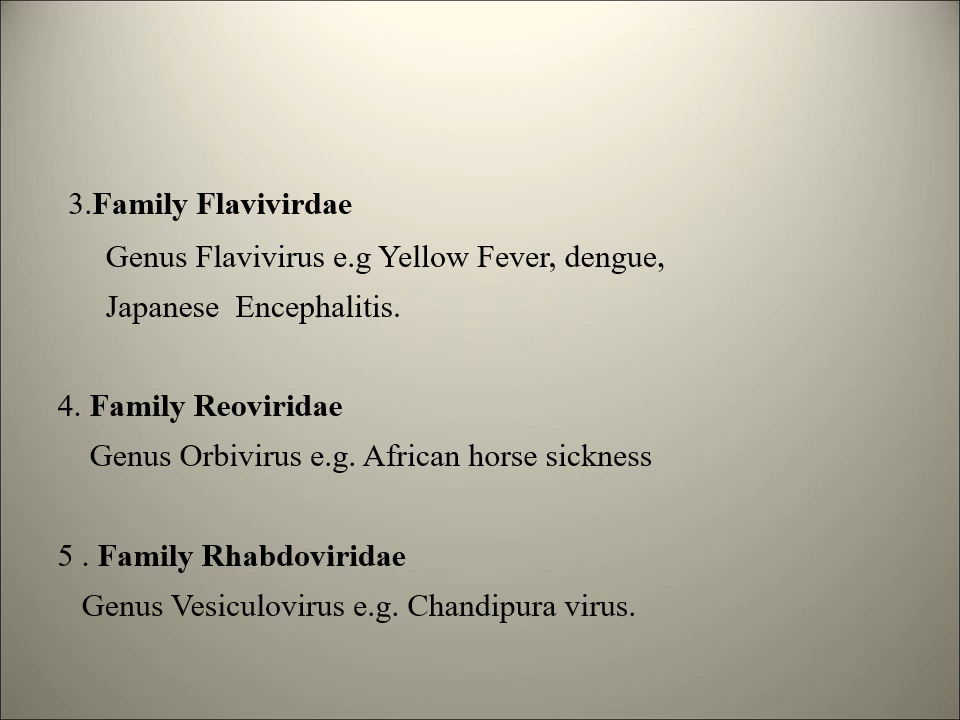 3.Family Flavivirdae
Genus Flavivirus e.g Yellow Fever, dengue,
Japanese  Encephalitis.
4. Family Reoviridae
Genus Orbivirus e.g. African horse sickness
5 . Family Rhabdoviridae
Genus Vesiculovirus e.g. Chandipura virus.